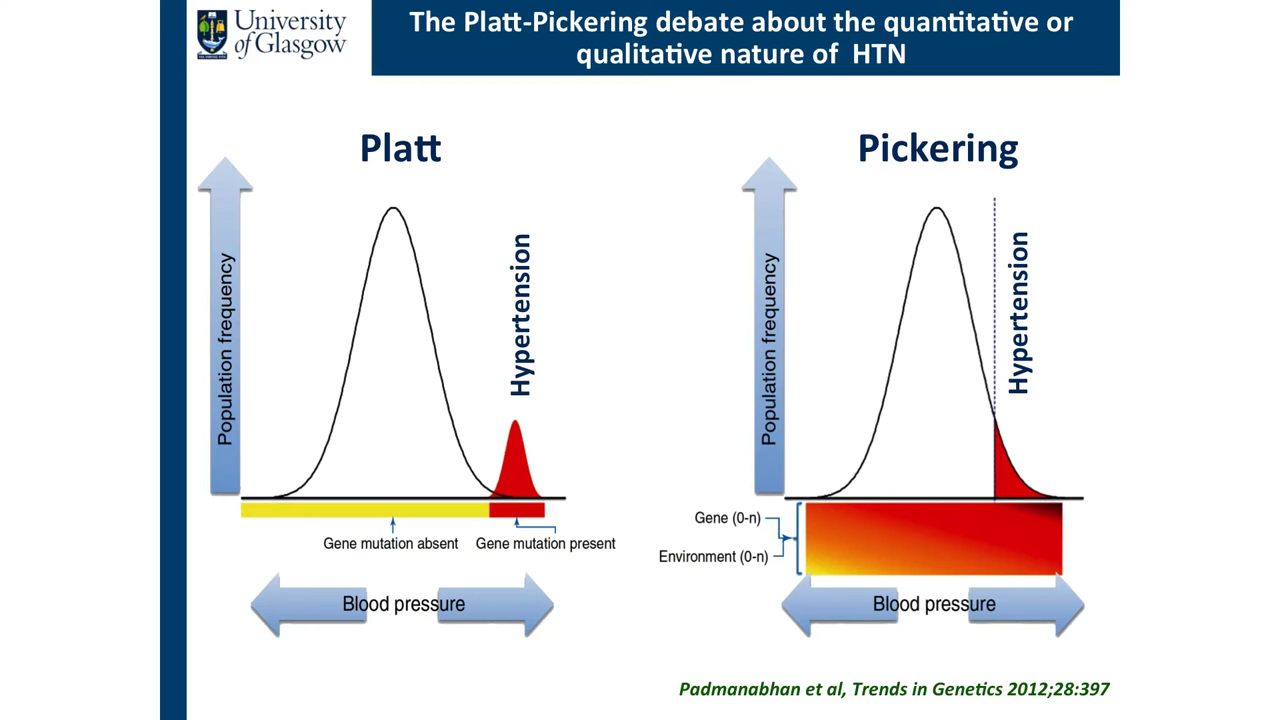 University
of Glasgow
The Platt-Pickering debate about the quantitative or
qualitative nature of HTN
Platt
Population frequency
Hypertension
Gene mutation absent
Gene mutation present
Blood pressure
Pickering
Population frequency
Hypertension
Gene (0-n)
Environment (0-n)
Blood pressure
Padmanabhan et al, Trends in Genetics 2012;28:397